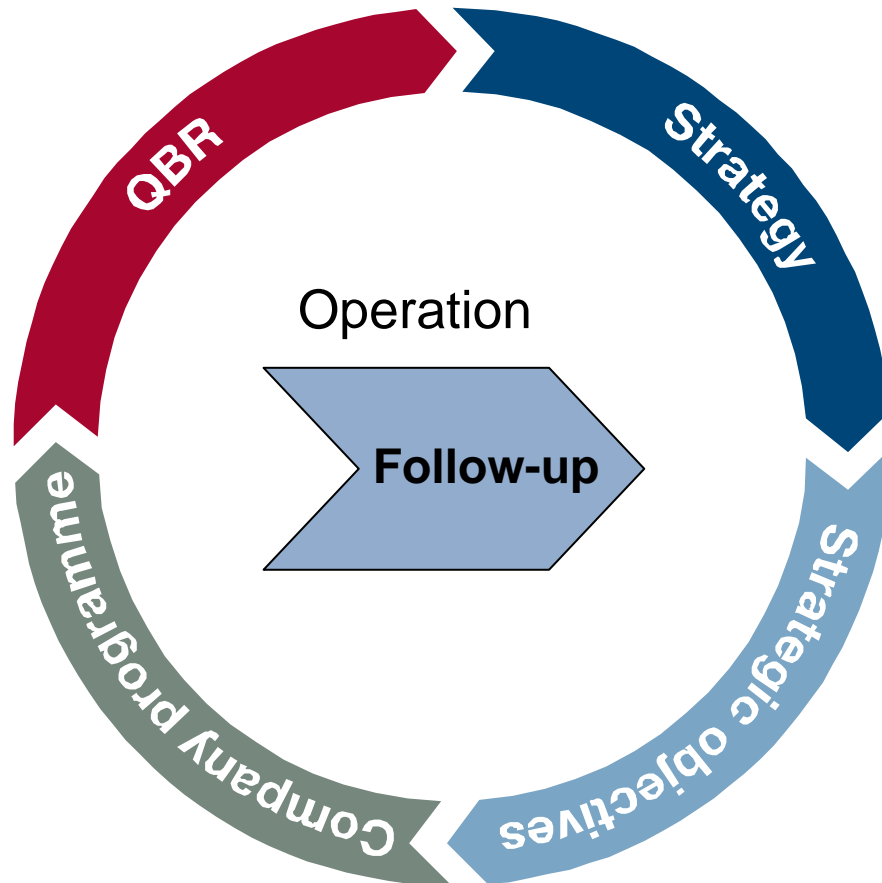 QBR
Strategy
Operation
Follow-up
Strategic objectives
Company programme